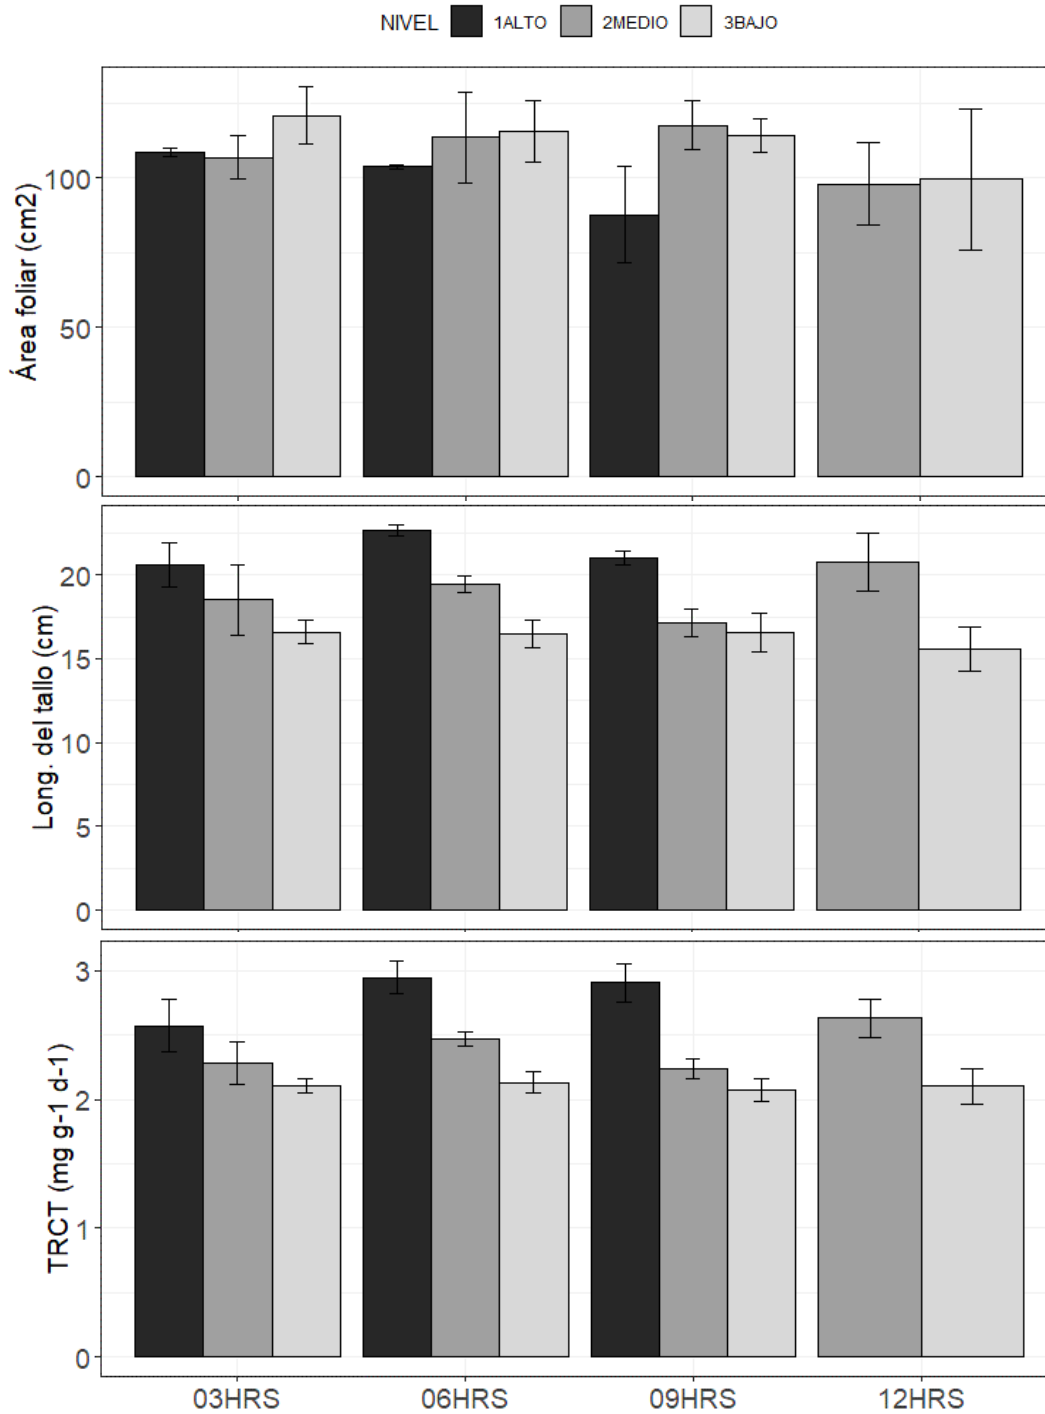 NIVEL 1ALTO 2MEDIO 3BAJO
Área foliar (cm2)
100
50
0
Long. del tallo (cm)
20
15
10
5
0
TRCT (mg g-1 d-1)
3
2
1
0
03HRS 06HRS 09HRS 12HRS